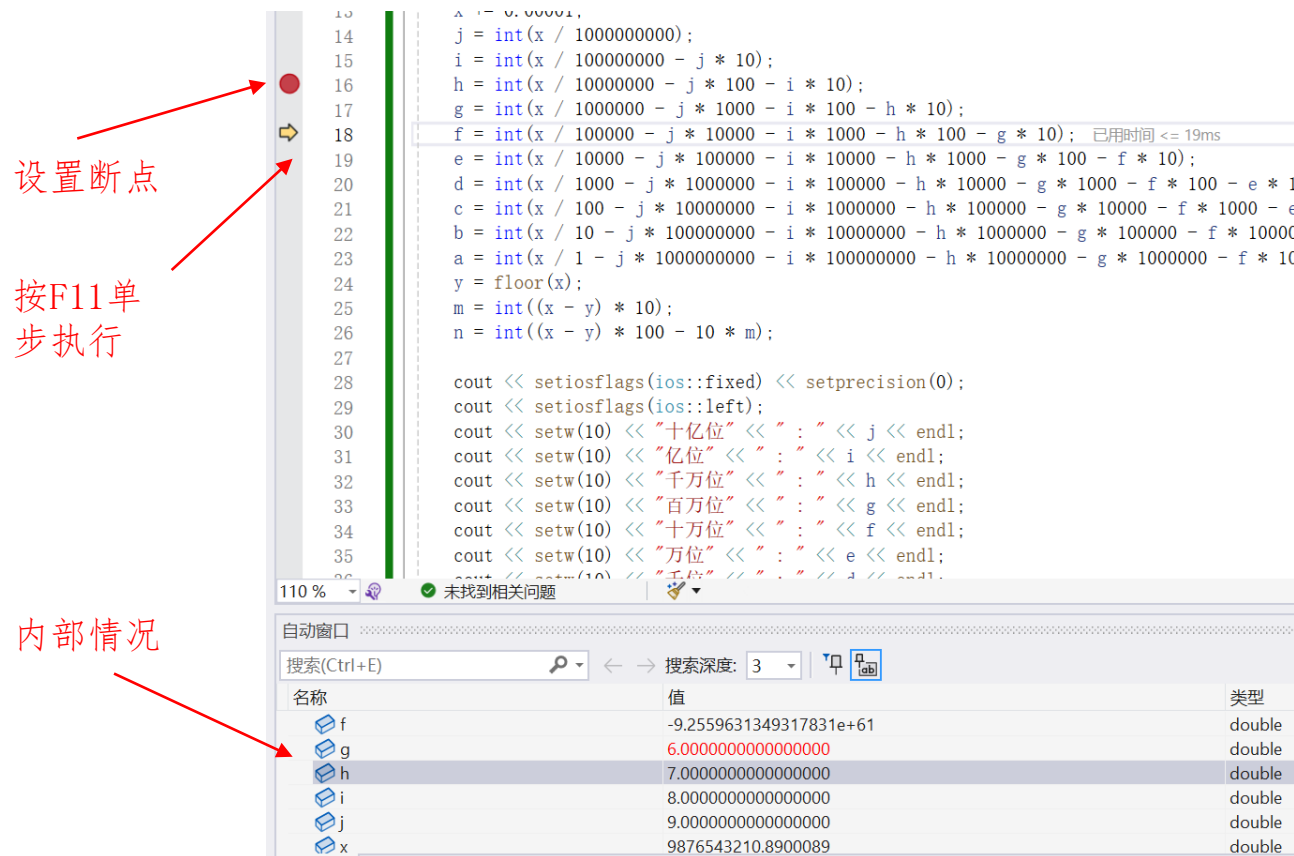 设置断点
按F11单
步执行
内部情况
13 x += 0.00001;
14 j = int(x / 1000000000);
15 i = int(x / 100000000 - j * 10);
16 h = int(x / 10000000 - j * 100 - i * 10);
17 g = int(x / 1000000 - j * 1000 - i * 100 - h * 10);
18 f = int(x / 100000 - j * 10000 - i * 1000 - h * 100 - g * 10); 已用时间 <= 19ms
19 e = int(x / 10000 - j * 100000 - i * 10000 - h * 1000 - g * 100 - f * 10);
20 d = int(x / 1000 - j * 1000000 - i * 100000 - h * 10000 - g * 1000 - f * 100 - e * 1
21 c = int(x / 100 - j * 10000000 - i * 1000000 - h * 100000 - g * 10000 - f * 1000 - e
22 b = int(x / 10 - j * 100000000 - i * 10000000 - h * 1000000 - g * 100000 - f * 10000
23 a = int(x / 1 - j * 1000000000 - i * 100000000 - h * 10000000 - g * 1000000 - f * 10
24 y = floor(x);
25 m = int((x - y) * 10);
26 n = int((x - y) * 100 - 10 * m);
27
28 cout << setiosflags(ios::fixed) << setprecision(0);
29 cout << setiosflags(ios::left);
30 cout << setw(10) << "十亿位" << " : " << j << endl;
31 cout << setw(10) << "亿位" << " : " << i << endl;
32 cout << setw(10) << "千万位" << " : " << h << endl;
33 cout << setw(10) << "百万位" << " : " << g << endl;
34 cout << setw(10) << "十万位" << " : " << f << endl;
35 cout << setw(10) << "万位" << " : " << e << endl;
36 cout << setw(10) << "千位" << " : " << d << endl;
110 % 未找到相关问题
自动窗口
搜索(Ctrl+E) 搜索深度: 3 ab
名称 值 类型
f -9.2559631349317831e+61 double
g 6.0000000000000000 double
h 7.0000000000000000 double
i 8.0000000000000000 double
j 9.0000000000000000 double
x 9876543210.8900089 double